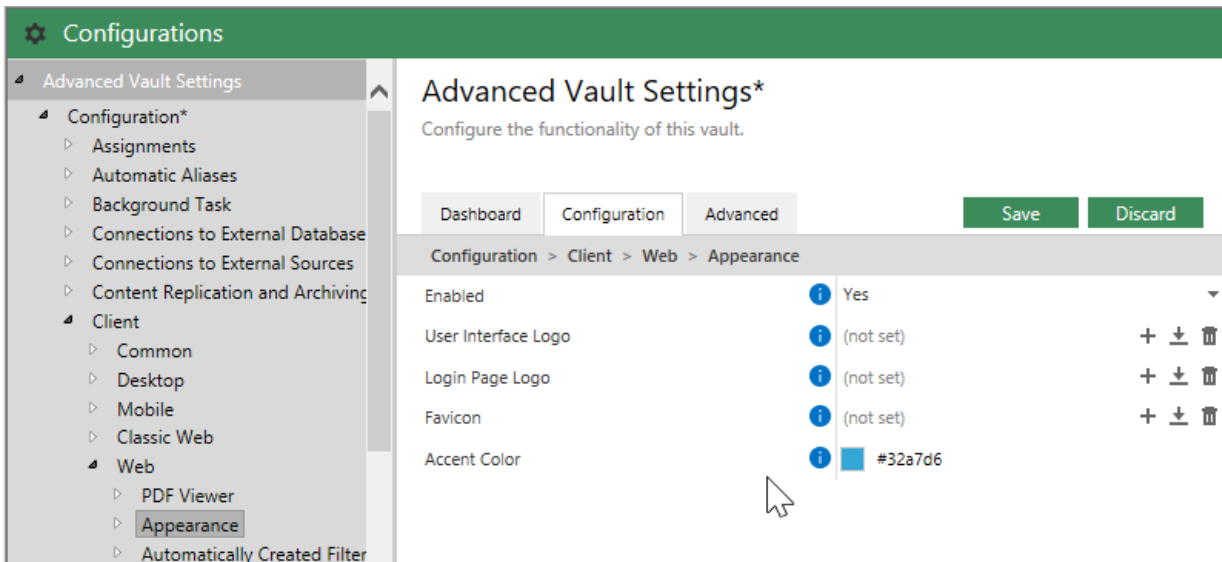 Configurations
Advanced Vault Settings
Configuration*
Assignments
Automatic Aliases
Background Task
Connections to External Database
Connections to External Sources
Content Replication and Archiving
Client
Common
Desktop
Mobile
Classic Web
Web
PDF Viewer
Appearance
Automatically Created Filter
Advanced Vault Settings*
Configure the functionality of this vault.
Dashboard Configuration Advanced Save Discard
Configuration > Client > Web > Appearance
Enabled Yes
User Interface Logo (not set)
Login Page Logo (not set)
Favicon (not set)
Accent Color #32a7d6